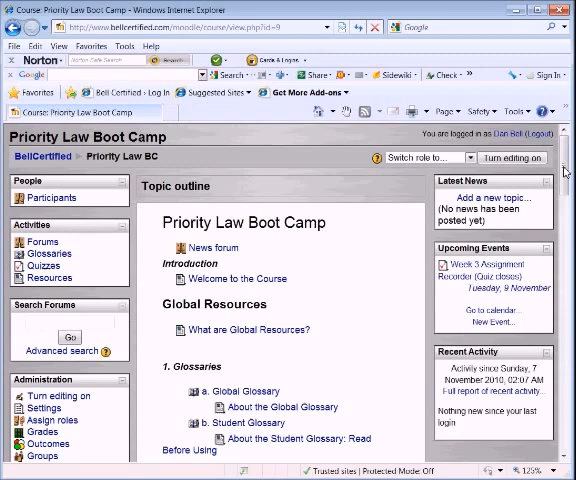 Course: Priority Law Boot Camp - Windows Internet Explorer
http://www.bellcertified.com/moodle/course/view.php?id=9
Google
File Edit View Favorites Tools Help
Norton Norton Safe Search Search Cards & Logins
Google Search Share Sidewiki Check Sign In
Favorites Bell Certified › Log In Suggested Sites Get More Add-ons
Course: Priority Law Boot Camp
Page Safety Tools
Priority Law Boot Camp
You are logged in as Dan Bell (Logout)
BellCertified ► Priority Law BC
Switch role to...
Turn editing on
People
Participants
Activities
Forums
Glossaries
Quizzes
Resources
Search Forums
Go
Advanced search
Administration
Turn editing on
Settings
Assign roles
Grades
Outcomes
Groups
Topic outline
Priority Law Boot Camp
News forum
Introduction
Welcome to the Course
Global Resources
What are Global Resources?
1. Glossaries
a. Global Glossary
About the Global Glossary
b. Student Glossary
About the Student Glossary: Read
Before Using
Latest News
Add a new topic...
(No news has been
posted yet)
Upcoming Events
Week 3 Assignment
Recorder (Quiz closes)
Tuesday, 9 November
Go to calendar...
New Event...
Recent Activity
Activity since Sunday, 7
November 2010, 02:07 AM
Full report of recent activity...
Nothing new since your last
login
Trusted sites | Protected Mode: Off
125%